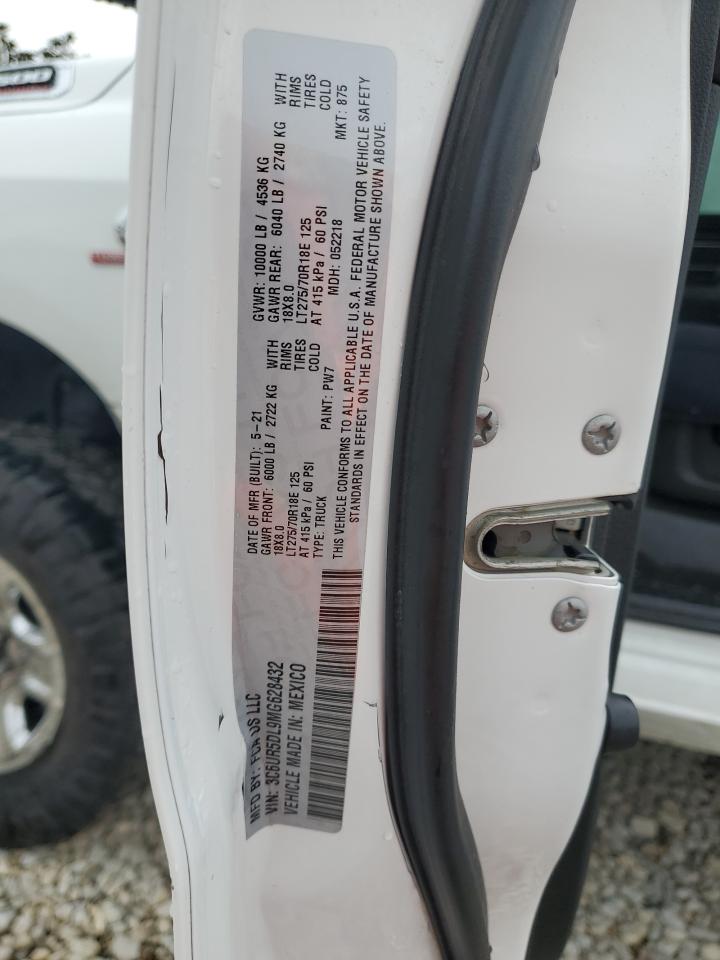 MFD BY: FCA US LLC
DATE OF MFR (BUILT): 5-21
GVWR: 10000 LB / 4536 KG
GAWR FRONT: 6000 LB / 2722 KG WITH
GAWR REAR: 6040 LB / 2740 KG WITH
18X8.0 RIMS
18X8.0 RIMS
LT275/70R18E 125 TIRES
LT275/70R18E 125 TIRES
AT 415 kPa / 60 PSI COLD
AT 415 kPa / 60 PSI COLD
VIN: 3C6UR5DL9MG628432
TYPE: TRUCK
PAINT: PW7
MDH: 052218
MKT: 875
VEHICLE MADE IN: MEXICO
THIS VEHICLE CONFORMS TO ALL APPLICABLE U.S.A. FEDERAL MOTOR VEHICLE SAFETY
STANDARDS IN EFFECT ON THE DATE OF MANUFACTURE SHOWN ABOVE.